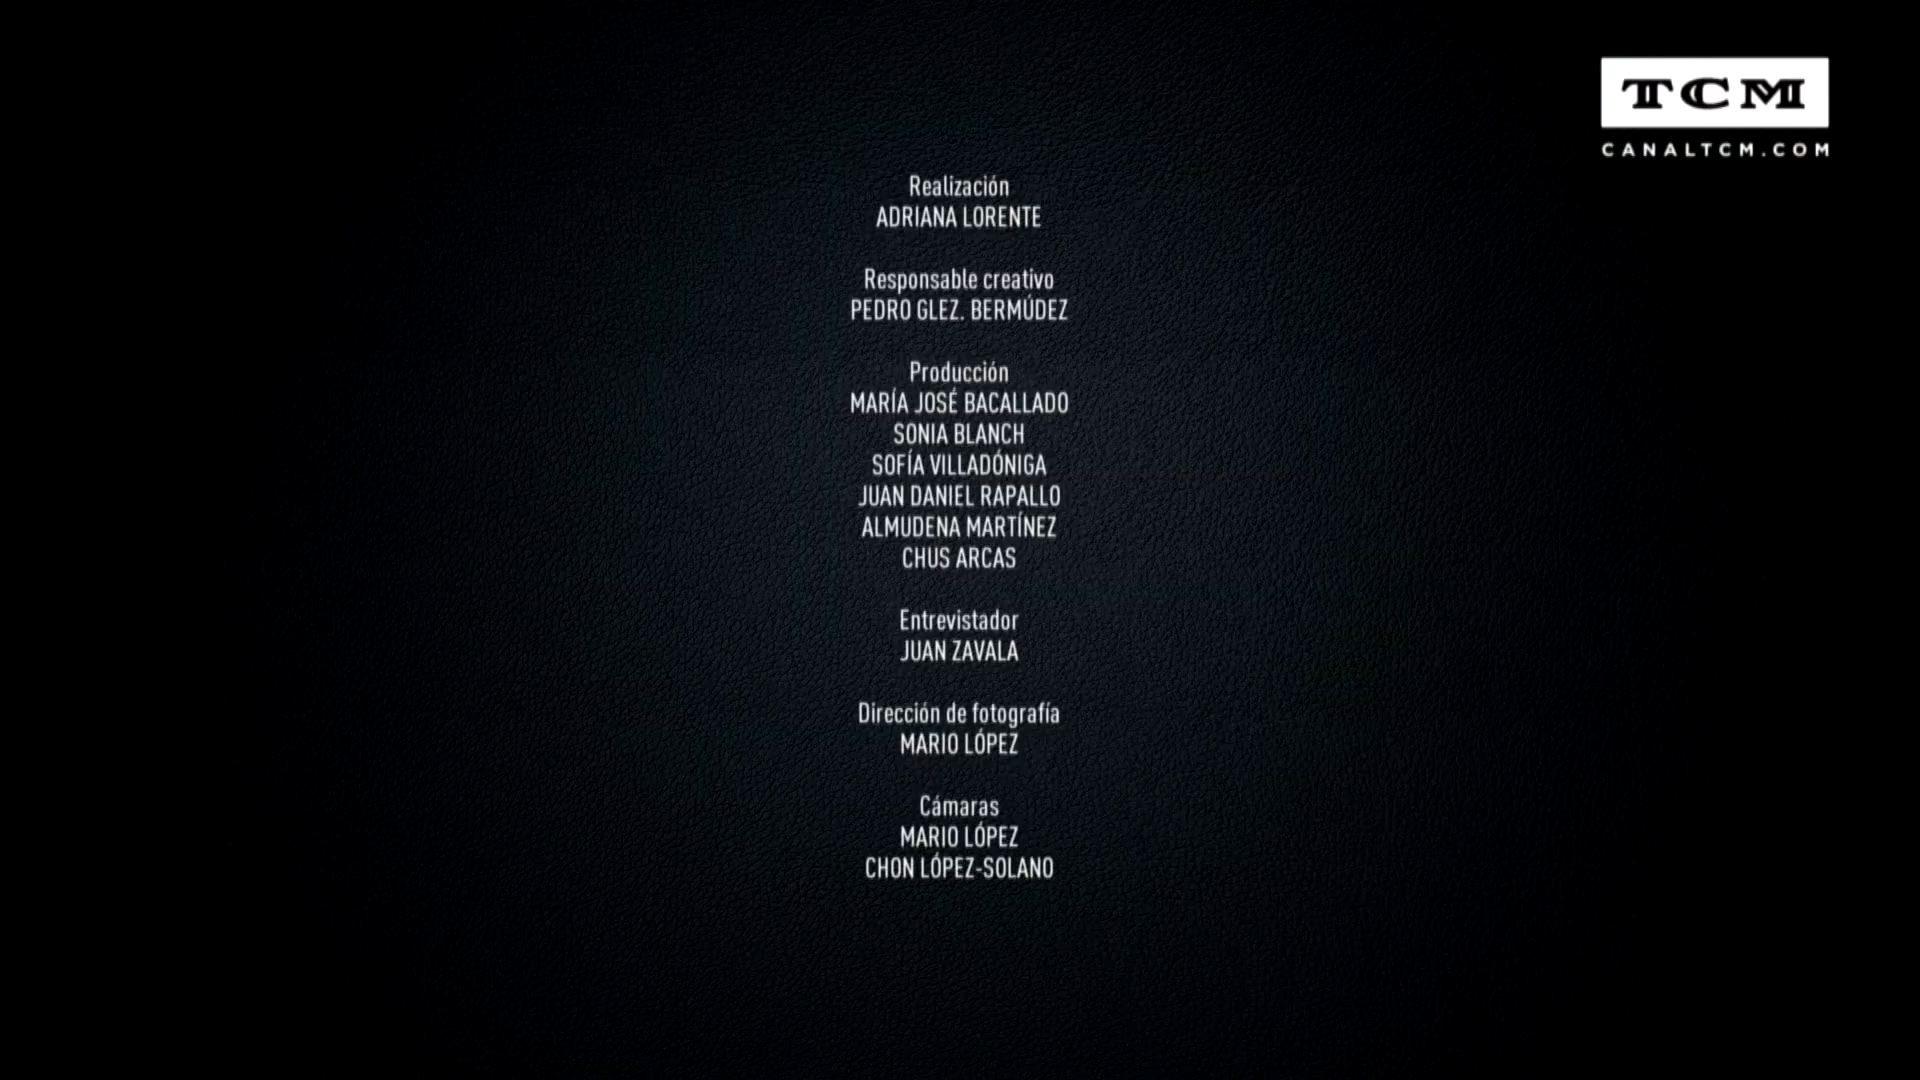 TCM
CANALTCM.COM
Realización
ADRIANA LORENTE
Responsable creativo
PEDRO GLEZ. BERMÚDEZ
Producción
MARÍA JOSÉ BACALLADO
SONIA BLANCH
SOFÍA VILLADÓNIGA
JUAN DANIEL RAPALLO
ALMUDENA MARTÍNEZ
CHUS ARCAS
Entrevistador
JUAN ZAVALA
Dirección de fotografía
MARIO LÓPEZ
Cámaras
MARIO LÓPEZ
CHON LÓPEZ-SOLANO